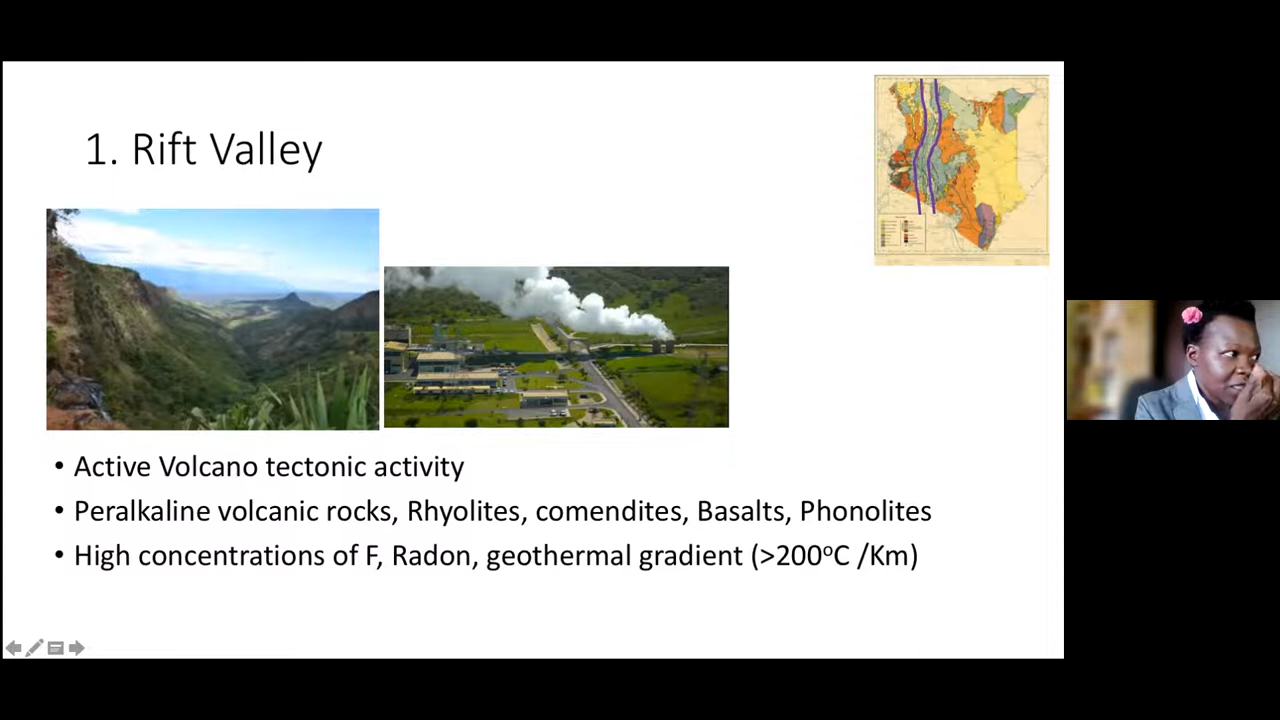 1. Rift Valley
• Active Volcano tectonic activity
• Peralkaline volcanic rocks, Rhyolites, comendites, Basalts, Phonolites
• High concentrations of F, Radon, geothermal gradient (>200ᵒC /Km)